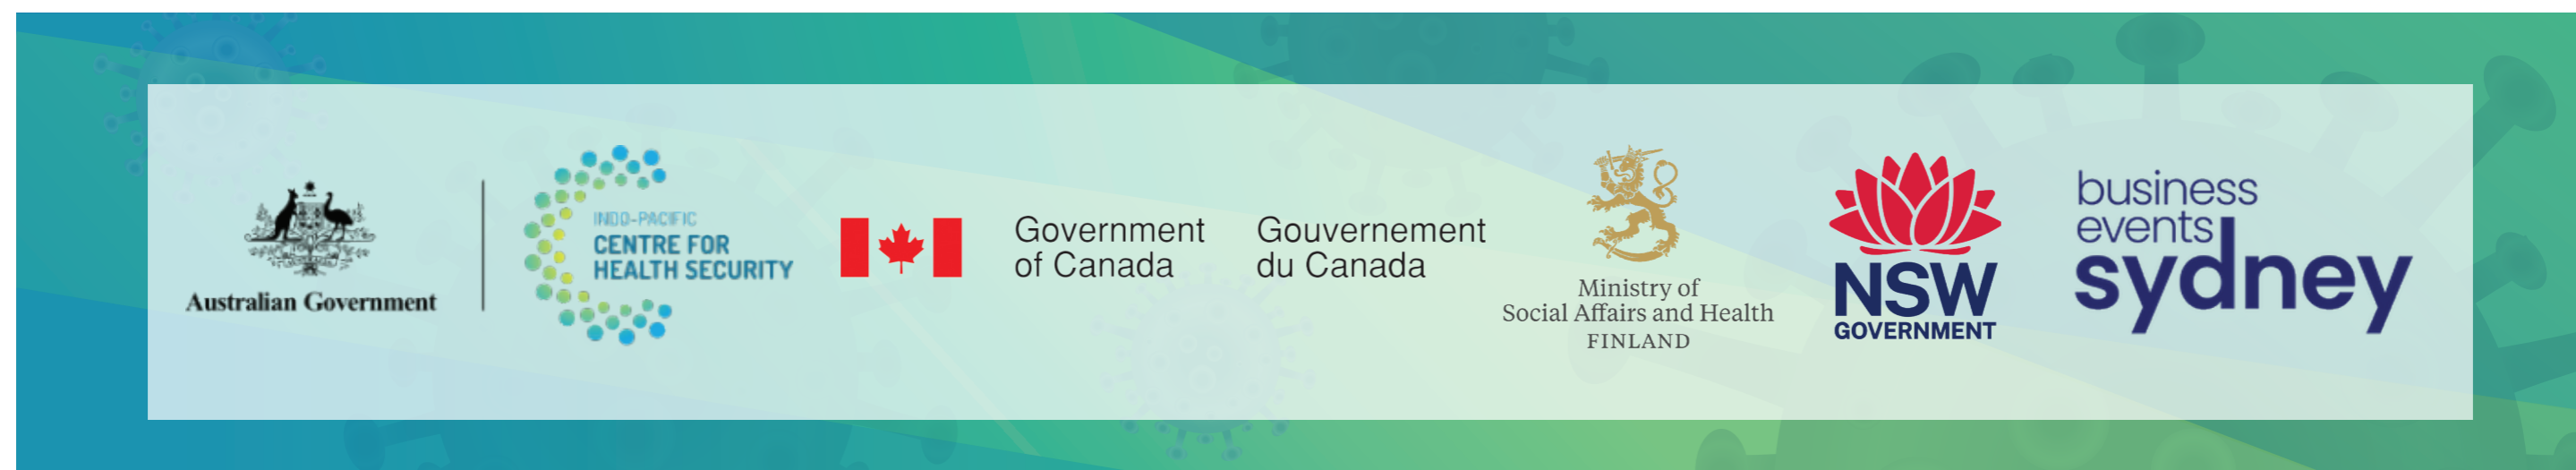 Australian Government
INDO-PACIFIC
CENTRE FOR
HEALTH SECURITY
Government
of Canada
Gouvernement
du Canada
Ministry of
Social Affairs and Health
FINLAND
NSW
GOVERNMENT
business
events
sydney